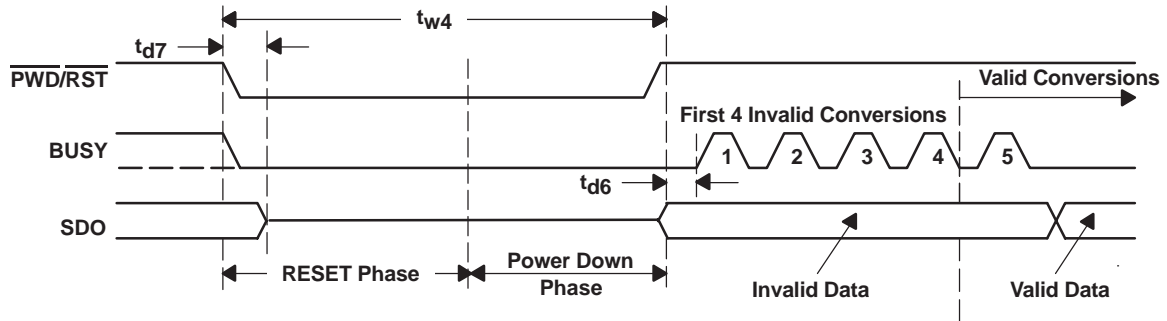 tw4
td7
PWD/RST
Valid Conversions
First 4 Invalid Conversions
BUSY
1 2 3 4 5
td6
SDO
RESET Phase
Power Down
Phase
Invalid Data
Valid Data